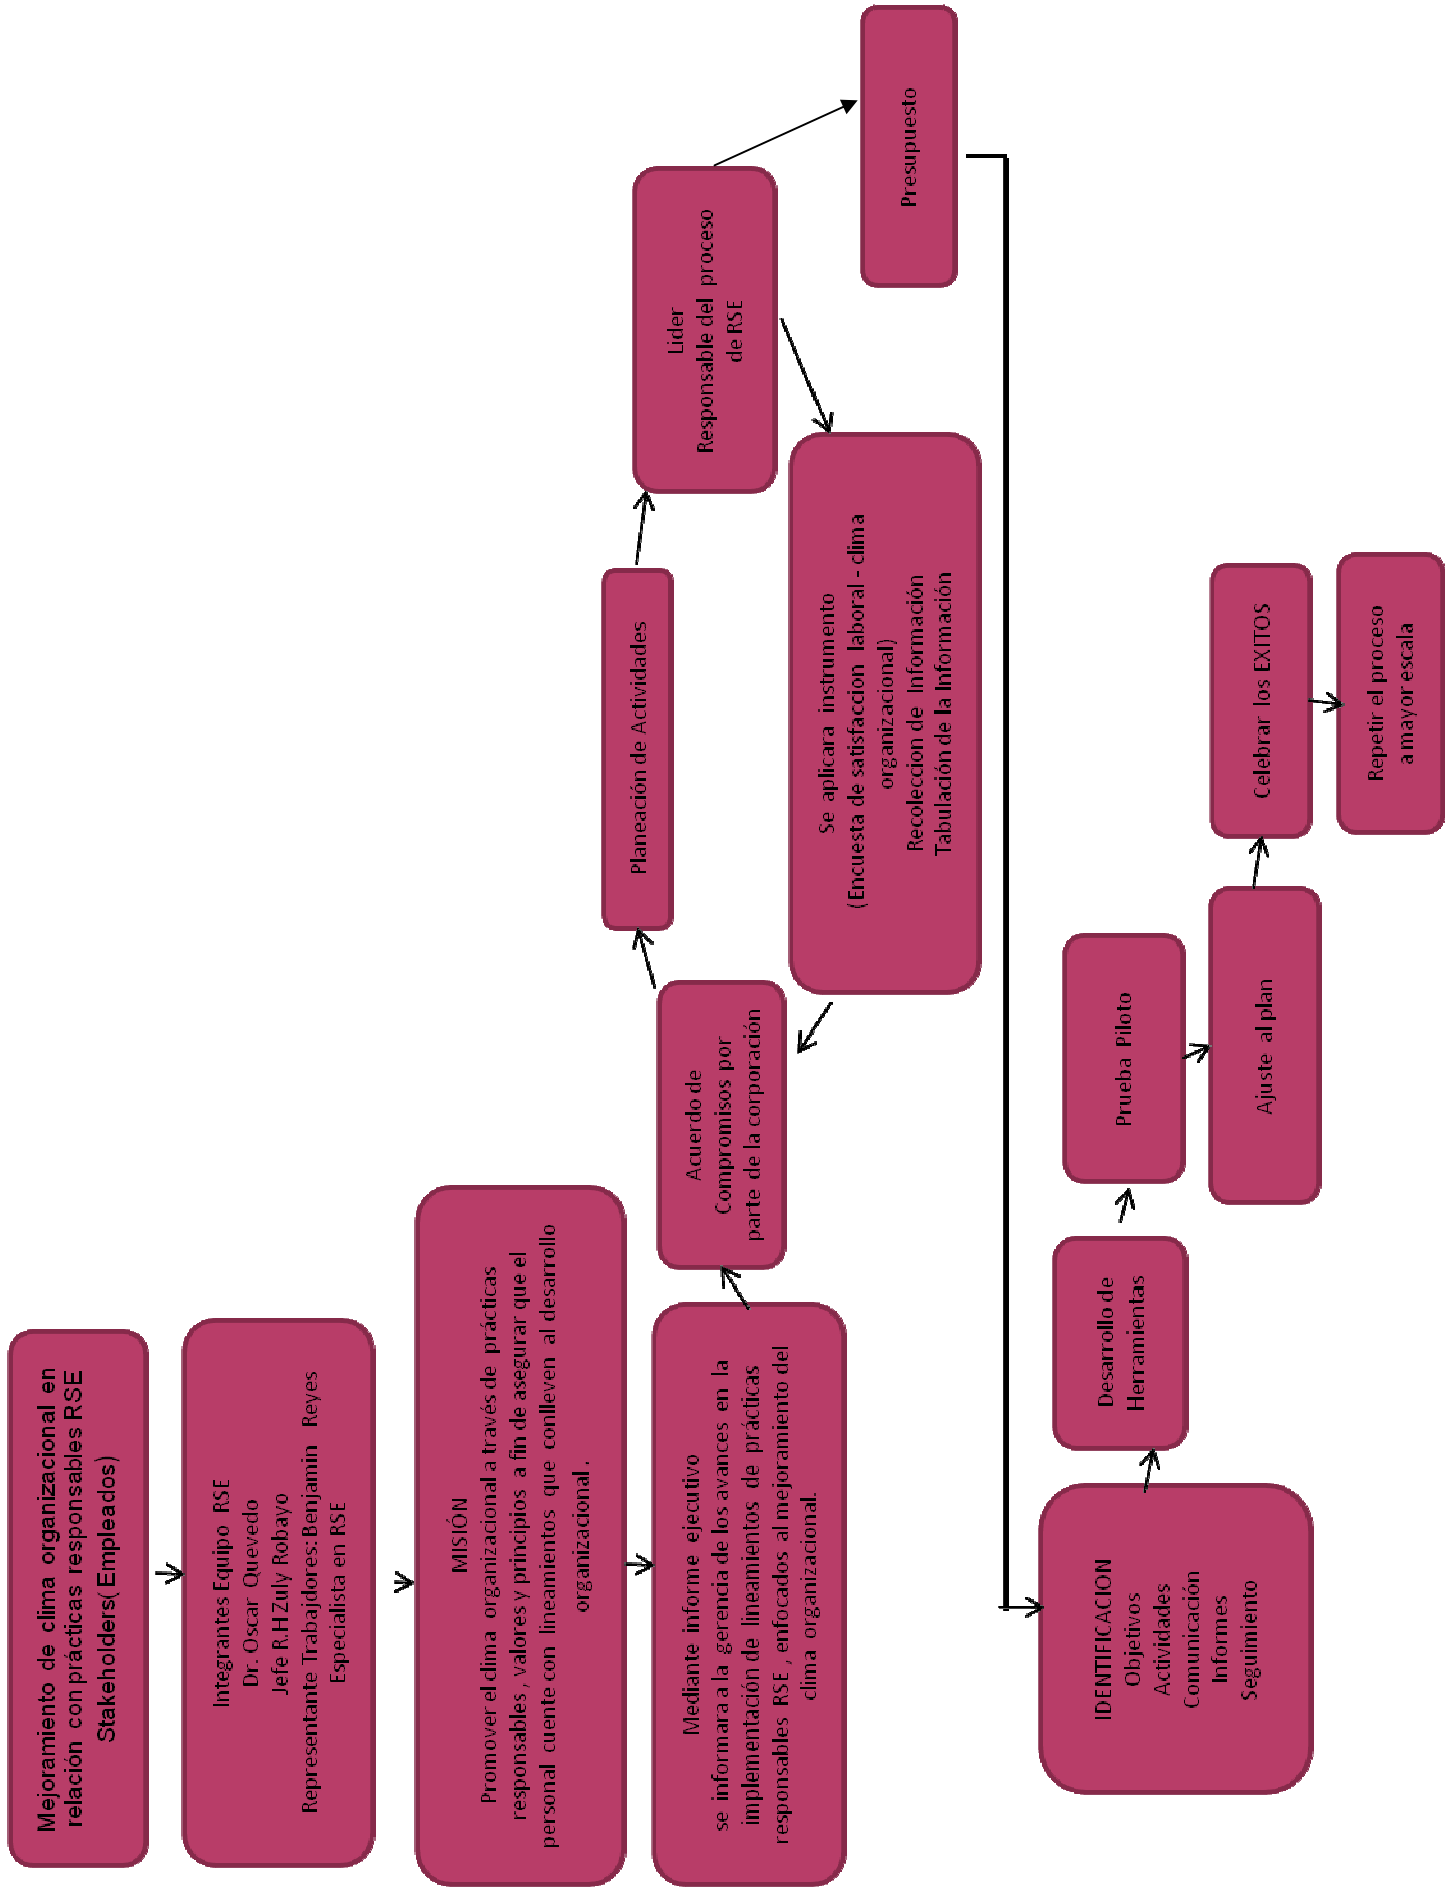 Mejoramiento de clima organizacional en
relación con prácticas responsables RSE
Stakeholders( Empleados)
Integrantes Equipo RSE
Dr. Oscar Quevedo
Jefe R.H Zuly Robayo
Representante Trabajdores: Benjamin Reyes
Especialista en RSE
MISIÓN
Promover el clima organizacional a través de prácticas
responsables , valores y principios a fin de asegurar que el
personal cuente con lineamientos que conlleven al desarrollo
organizacional .
Mediante informe ejecutivo
se informara a la gerencia de los avances en la
implementación de lineamientos de prácticas
responsables RSE , enfocados al mejoramiento del
clima organizacional.
Acuerdo de
Compromisos por
parte de la corporación
Planeación de Actividades
Lider
Responsable del proceso
de RSE
Se aplicara instrumento
( Encuesta de satisfaccion laboral - clima
organizacional)
Recoleccion de Información
Tabulación de la Información
Presupuesto
IDENTIFICACION
Objetivos
Actividades
Comunicación
Informes
Seguimiento
Desarrollo de
Herramientas
Prueba Piloto
Ajuste al plan
Celebrar los EXITOS
Repetir el proceso
a mayor escala